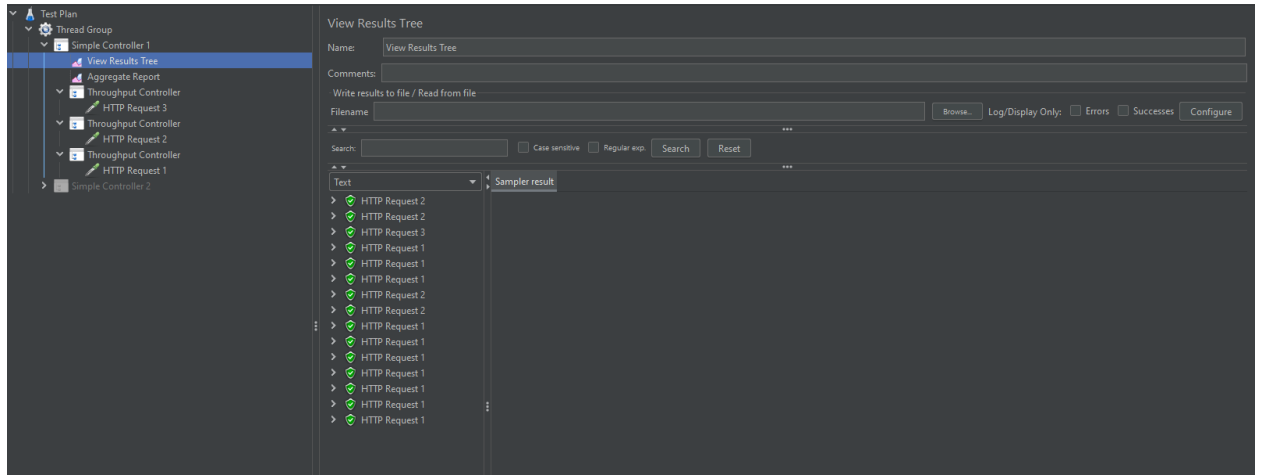 Test Plan
Thread Group
Simple Controller 1
View Results Tree
Aggregate Report
Throughput Controller
HTTP Request 3
Throughput Controller
HTTP Request 2
Throughput Controller
HTTP Request 1
Simple Controller 2
View Results Tree
Name: View Results Tree
Comments:
Write results to file / Read from file
Filename Browse... Log/Display Only: Errors Successes Configure
Search: Case sensitive Regular exp. Search Reset
Text Sampler result
HTTP Request 2
HTTP Request 2
HTTP Request 3
HTTP Request 1
HTTP Request 1
HTTP Request 1
HTTP Request 2
HTTP Request 2
HTTP Request 1
HTTP Request 1
HTTP Request 1
HTTP Request 1
HTTP Request 1
HTTP Request 1
HTTP Request 1